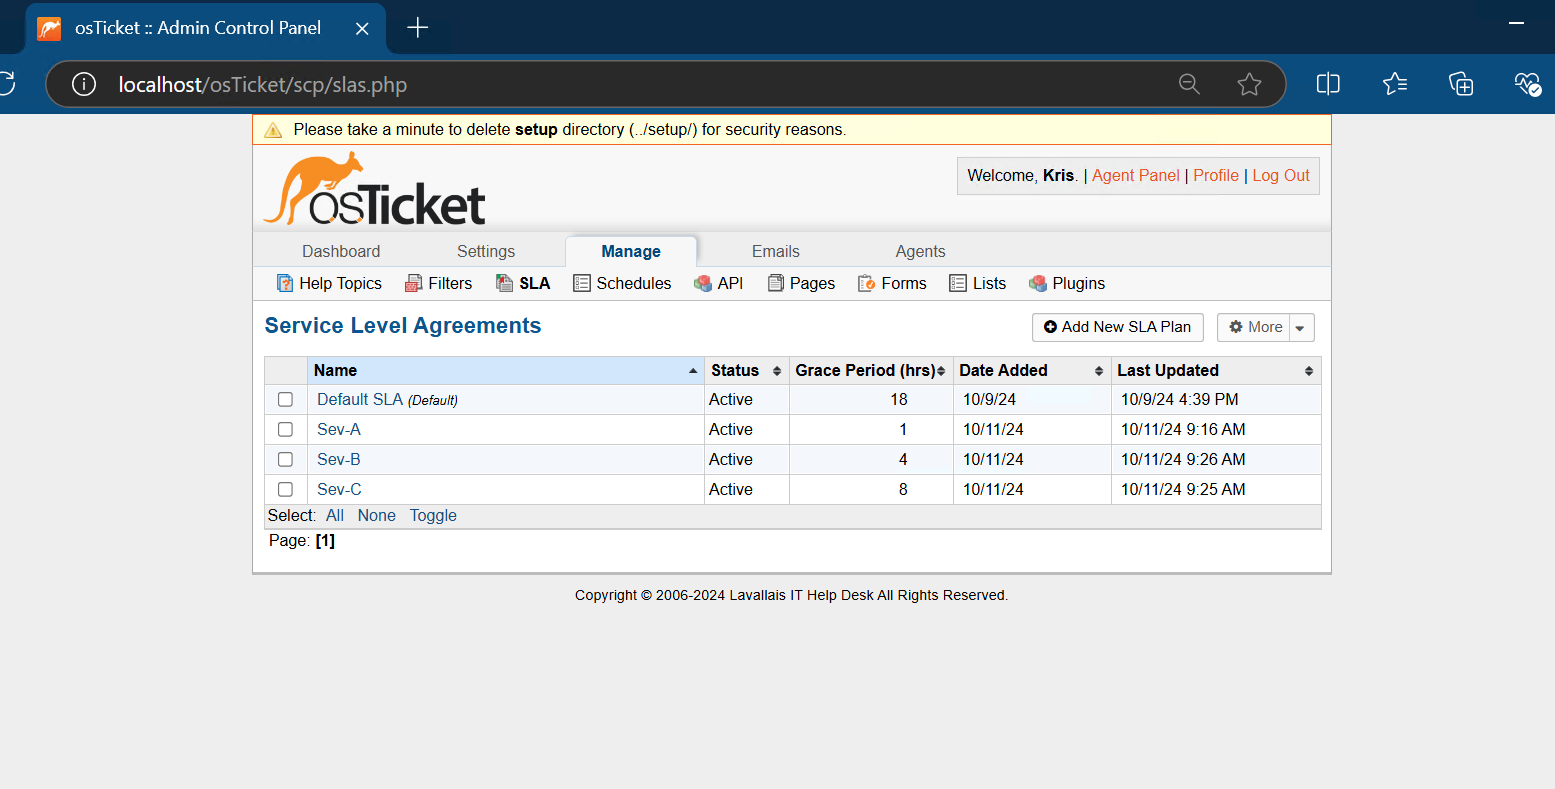 osTicket :: Admin Control Panel
localhost/osTicket/scp/slas.php
Please take a minute to delete setup directory (../setup/) for security reasons.
osTicket
Welcome, Kris. | Agent Panel | Profile | Log Out
Dashboard Settings Manage Emails Agents
Help Topics Filters SLA Schedules API Pages Forms Lists Plugins
Service Level Agreements
Add New SLA Plan More
Name Status Grace Period (hrs) Date Added Last Updated
Default SLA (Default) Active 18 10/9/24 10/9/24 4:39 PM
Sev-A Active 1 10/11/24 10/11/24 9:16 AM
Sev-B Active 4 10/11/24 10/11/24 9:26 AM
Sev-C Active 8 10/11/24 10/11/24 9:25 AM
Select: All None Toggle
Page: [1]
Copyright © 2006-2024 Lavallais IT Help Desk All Rights Reserved.